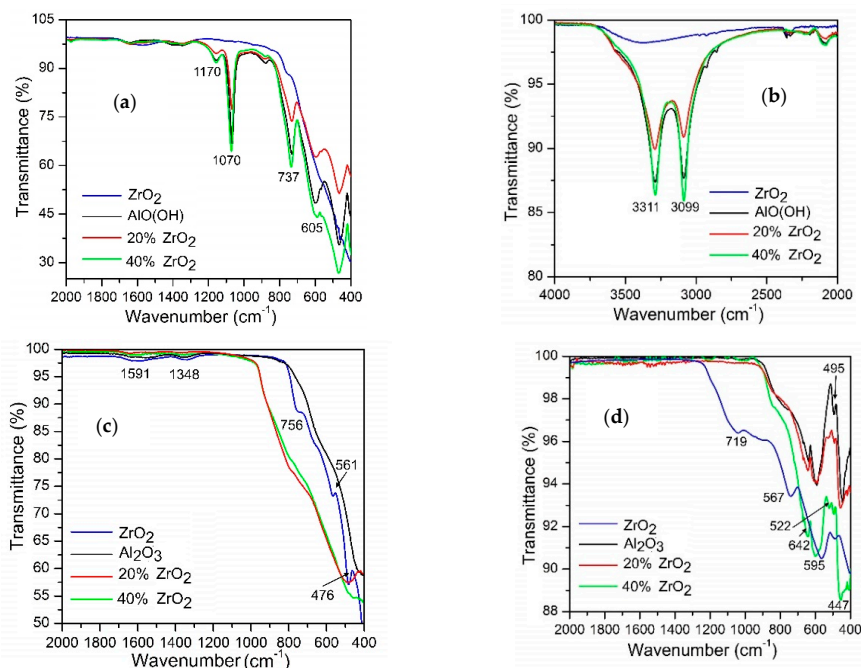 105
90
75
60
45
30
Transmittance (%)
(a)
1170
1070
737
605
ZrO₂
AlO(OH)
20% ZrO₂
40% ZrO₂
2000 1800 1600 1400 1200 1000 800 600 400
Wavenumber (cm⁻¹)
100
95
90
85
80
Transmittance (%)
(b)
3311 3099
ZrO₂
AlO(OH)
20% ZrO₂
40% ZrO₂
4000 3500 3000 2500 2000
Wavenumber (cm⁻¹)
100
95
90
85
80
75
70
65
60
55
50
Transmittance (%)
1591 1348
(c)
756
561
476
ZrO₂
Al₂O₃
20% ZrO₂
40% ZrO₂
2000 1800 1600 1400 1200 1000 800 600 400
Wavenumber (cm⁻¹)
100
98
96
94
92
90
88
Transmittance (%)
(d)
495
719
567
522
642
595
447
ZrO₂
Al₂O₃
20% ZrO₂
40% ZrO₂
2000 1800 1600 1400 1200 1000 800 600 400
Wavenumber (cm⁻¹)